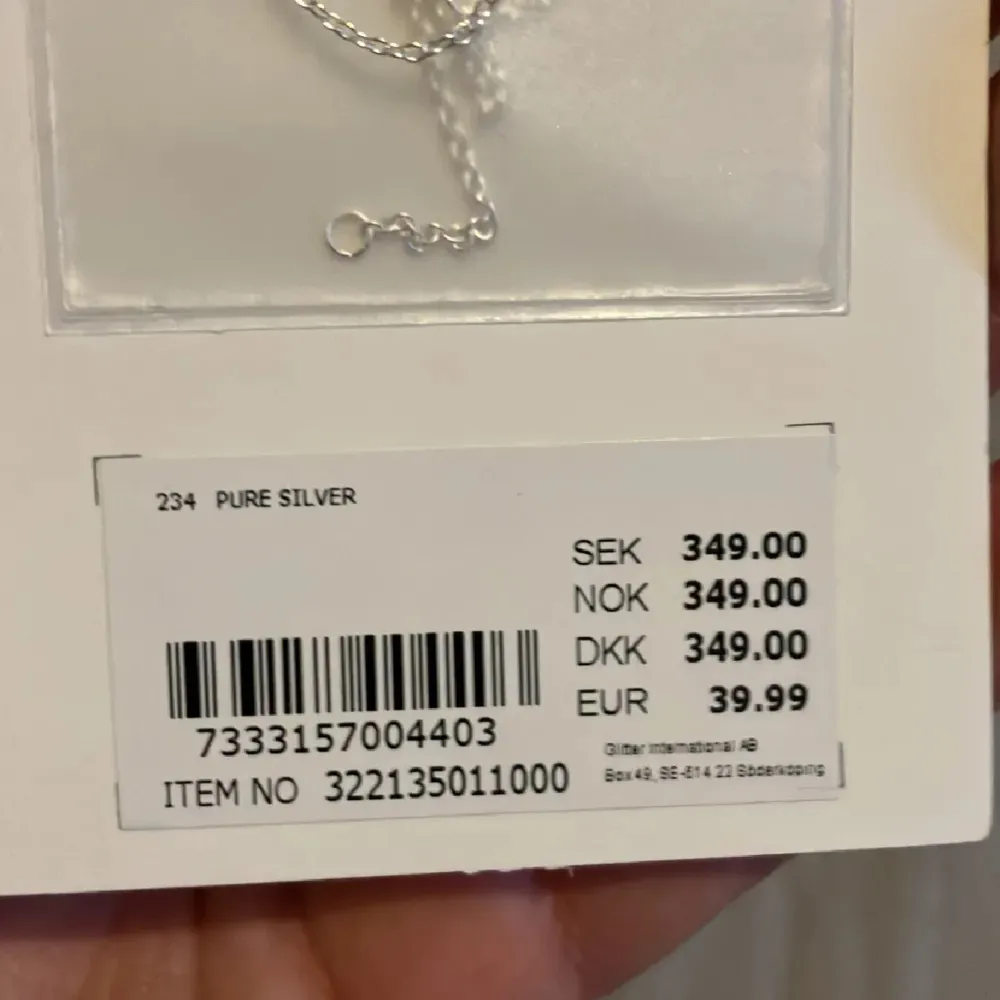 234 PURE SILVER
SEK 349.00
NOK 349.00
DKK 349.00
EUR 39.99
7333157004403
ITEM NO 322135011000
Glitter International AB
Box 49, SE-614 22 Söderköping